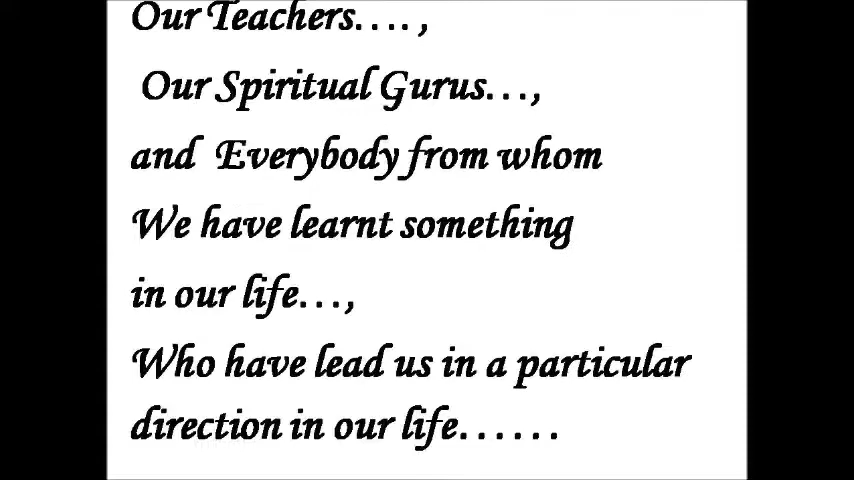 Our Teachers....,
Our Spiritual Gurus...,
and Everybody from whom
We have learnt something
in our life...,
Who have lead us in a particular
direction in our life......